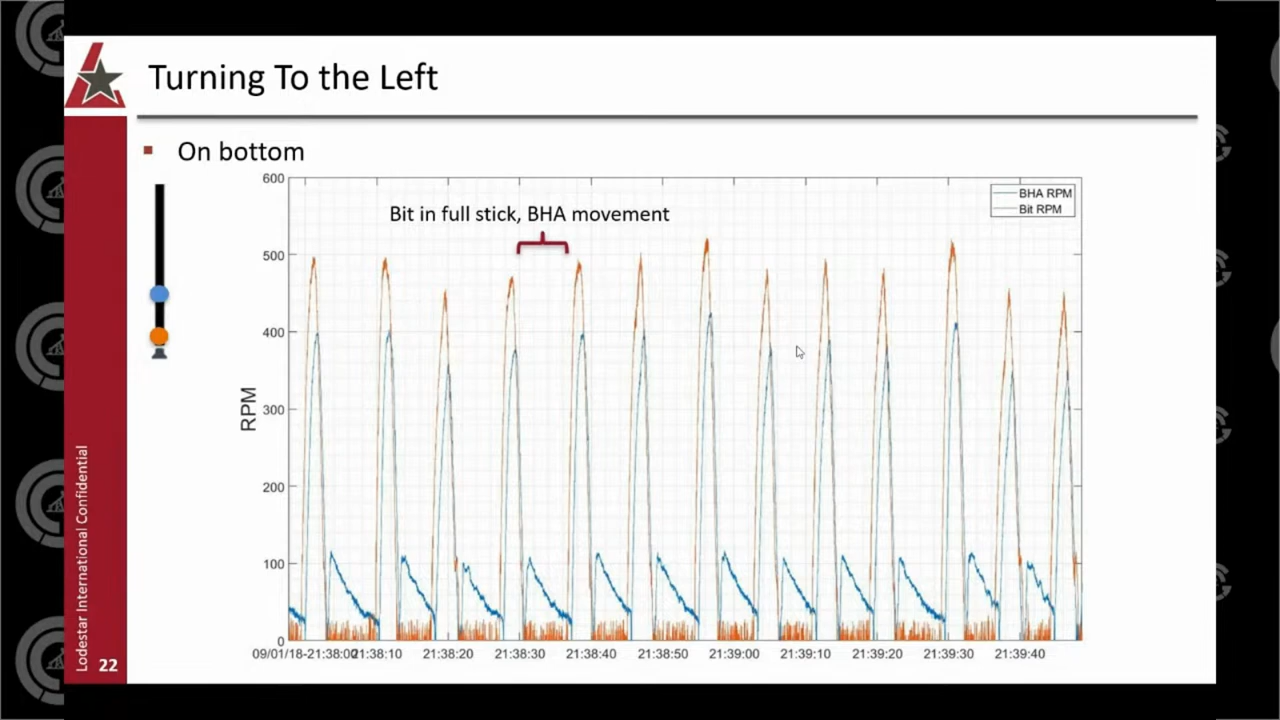 Turning To the Left
On bottom
Bit in full stick, BHA movement
BHA RPM
Bit RPM
600
500
400
300
200
100
0
RPM
09/01/18-21:38:00
21:38:10
21:38:20
21:38:30
21:38:40
21:38:50
21:39:00
21:39:10
21:39:20
21:39:30
21:39:40
Lodestar International Confidential
22